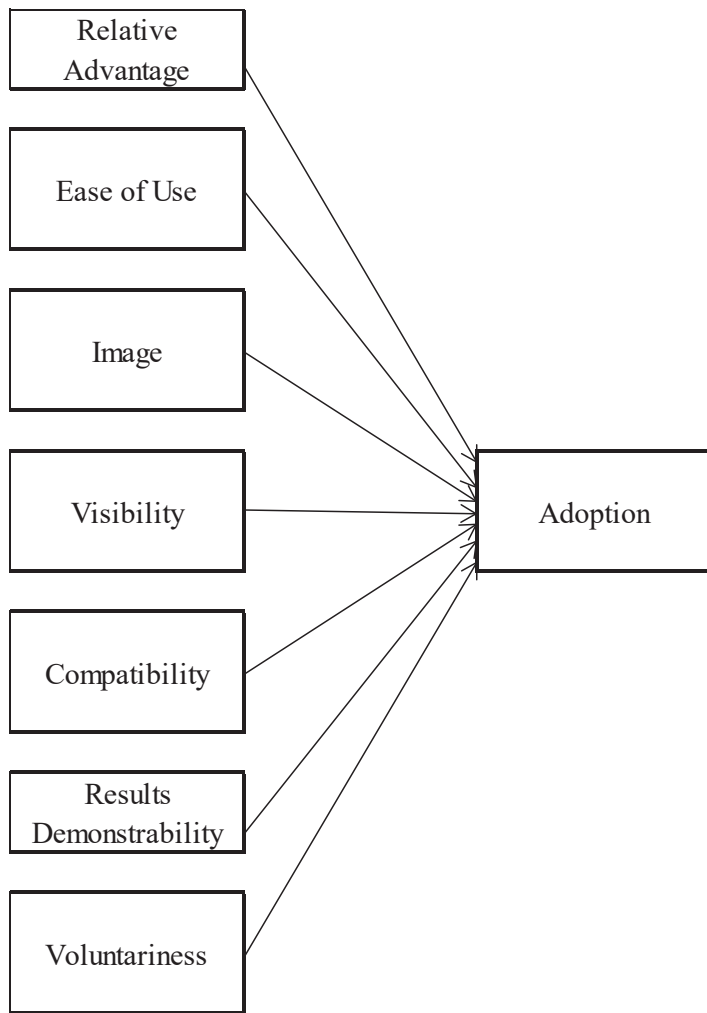 Relative
Advantage
Ease of Use
Image
Visibility
Adoption
Compatibility
Results
Demonstrability
Voluntariness